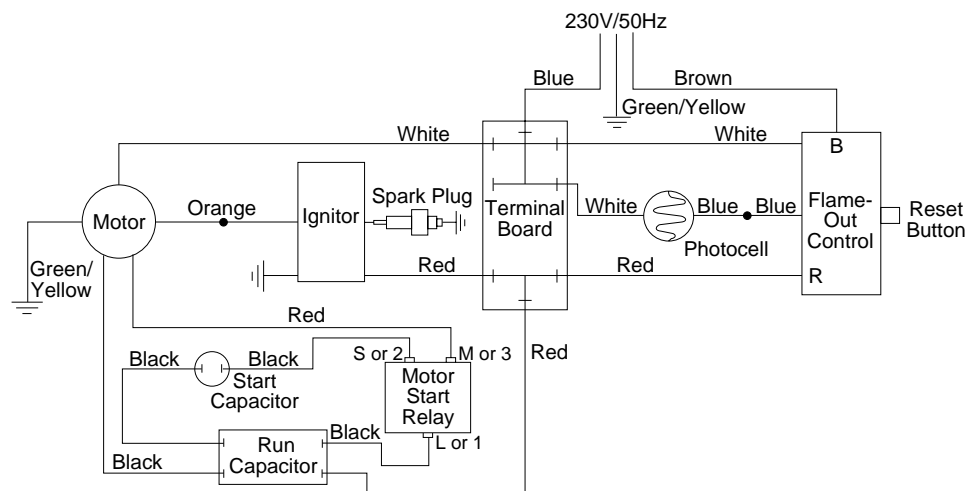 230V/50Hz
Blue
Brown
Green/Yellow
White
White
B
Orange
Ignitor
Spark Plug
Motor
Terminal
Board
White
Blue
Blue
Photocell
Flame-
Out
Control
Reset
Button
Green/
Yellow
Red
Red
R
Red
Red
S or 2
M or 3
Black
Black
Start
Capacitor
Motor
Start
Relay
L or 1
Black
Run
Capacitor
Black